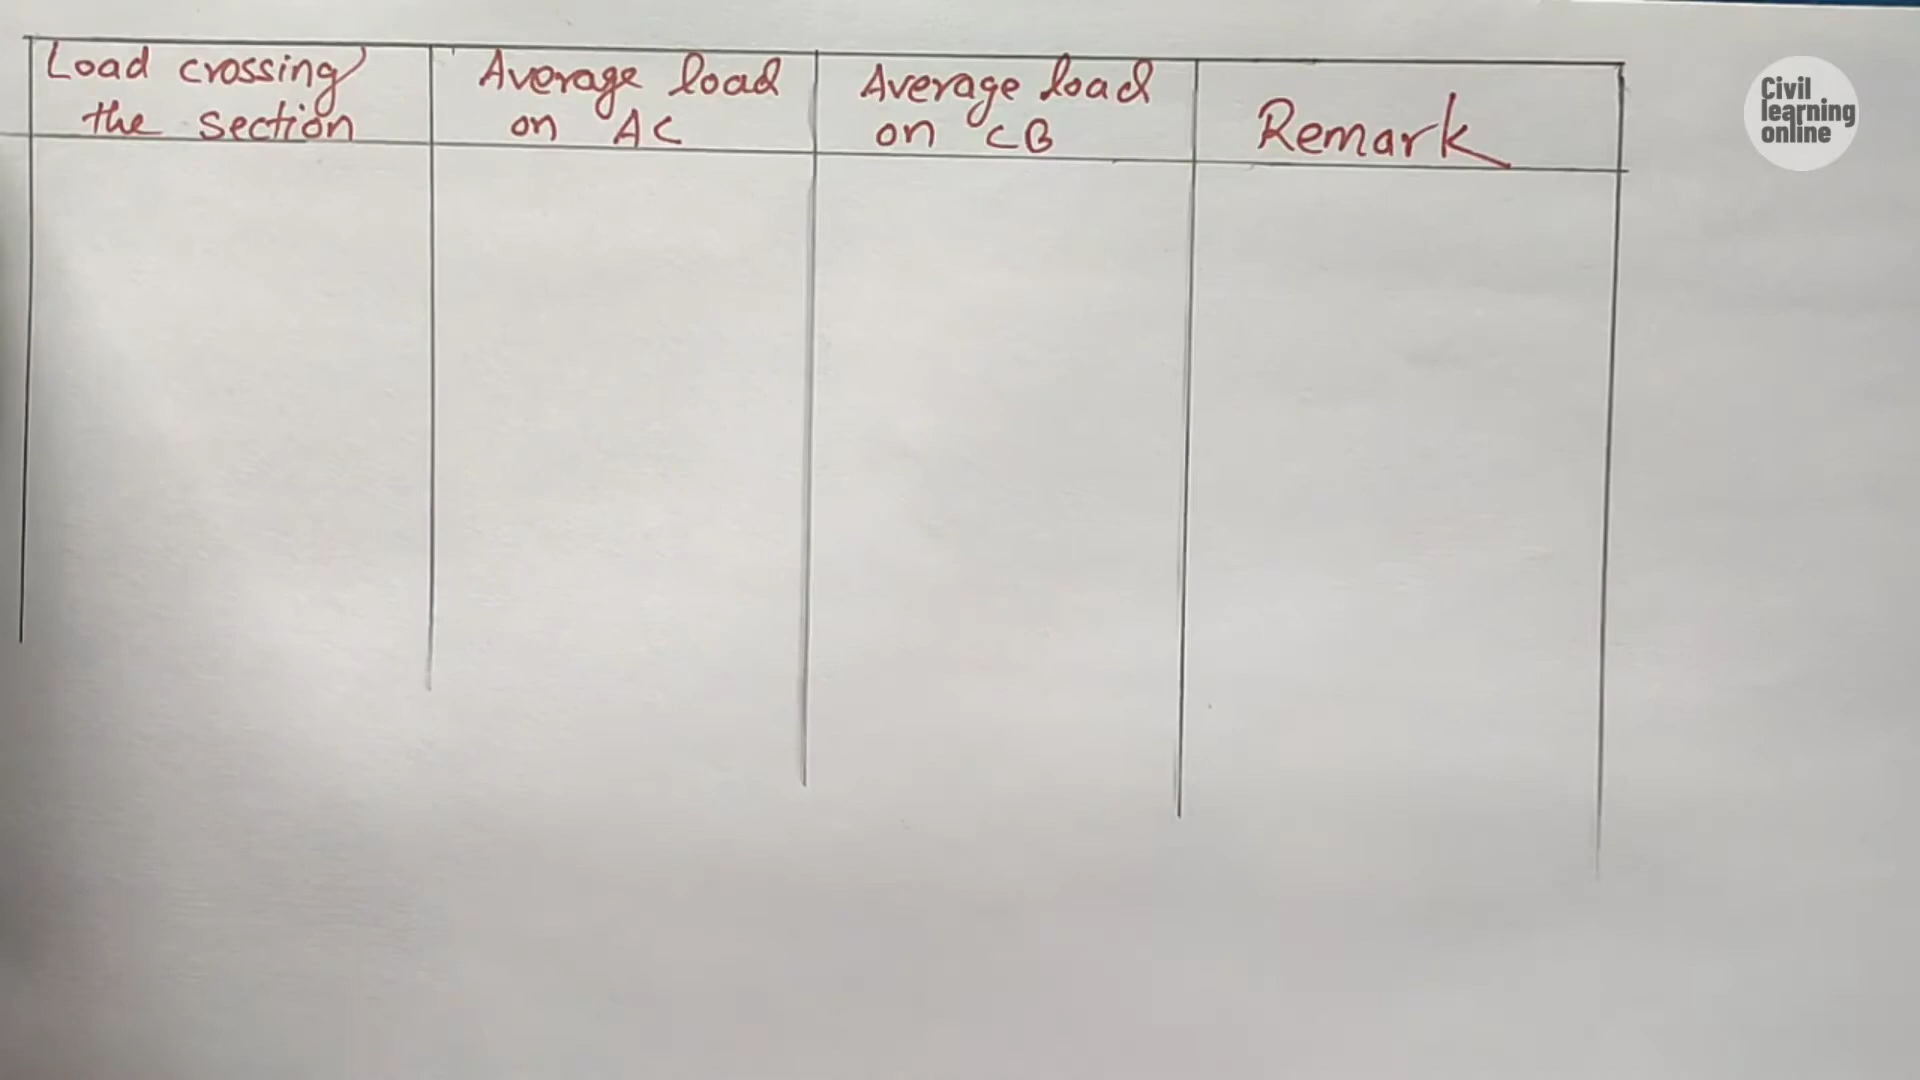 Load crossing
the section
Average load
on AC
Average load
on CB
Remark
Civil
learning
online